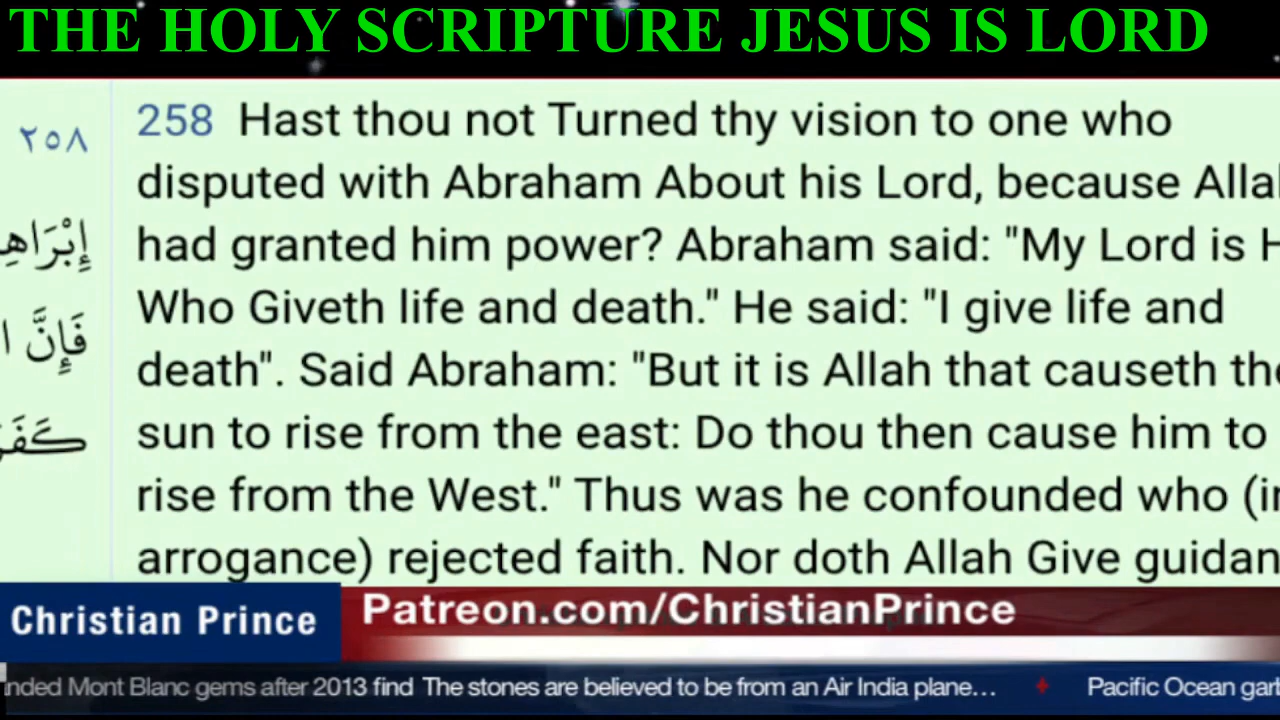 THE HOLY SCRIPTURE JESUS IS LORD
٢٥٨
258 Hast thou not Turned thy vision to one who
disputed with Abraham About his Lord, because Alla
had granted him power? Abraham said: "My Lord is H
Who Giveth life and death." He said: "I give life and
death". Said Abraham: "But it is Allah that causeth the
sun to rise from the east: Do thou then cause him to
rise from the West." Thus was he confounded who (in
arrogance) rejected faith. Nor doth Allah Give guidan
إِبْرَاهِ
فَإِنَّ ا
كَفَ
Christian Prince
Patreon.com/ChristianPrince
nded Mont Blanc gems after 2013 find The stones are believed to be from an Air India plane… Pacific Ocean gar